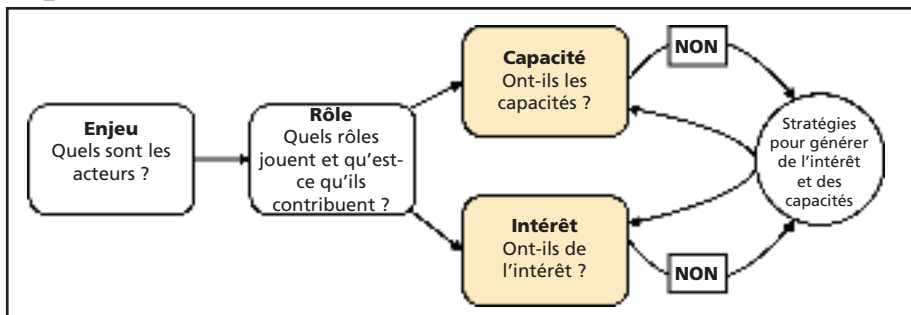 Enjeu
Quels sont les
acteurs ?
Rôle
Quels rôles
jouent et qu'est-
ce qu'ils
contribuent ?
Capacité
Ont-ils les
capacités ?
NON
Intérêt
Ont-ils de
l'intérêt ?
NON
Stratégies
pour générer
de l'intérêt
et des
capacités